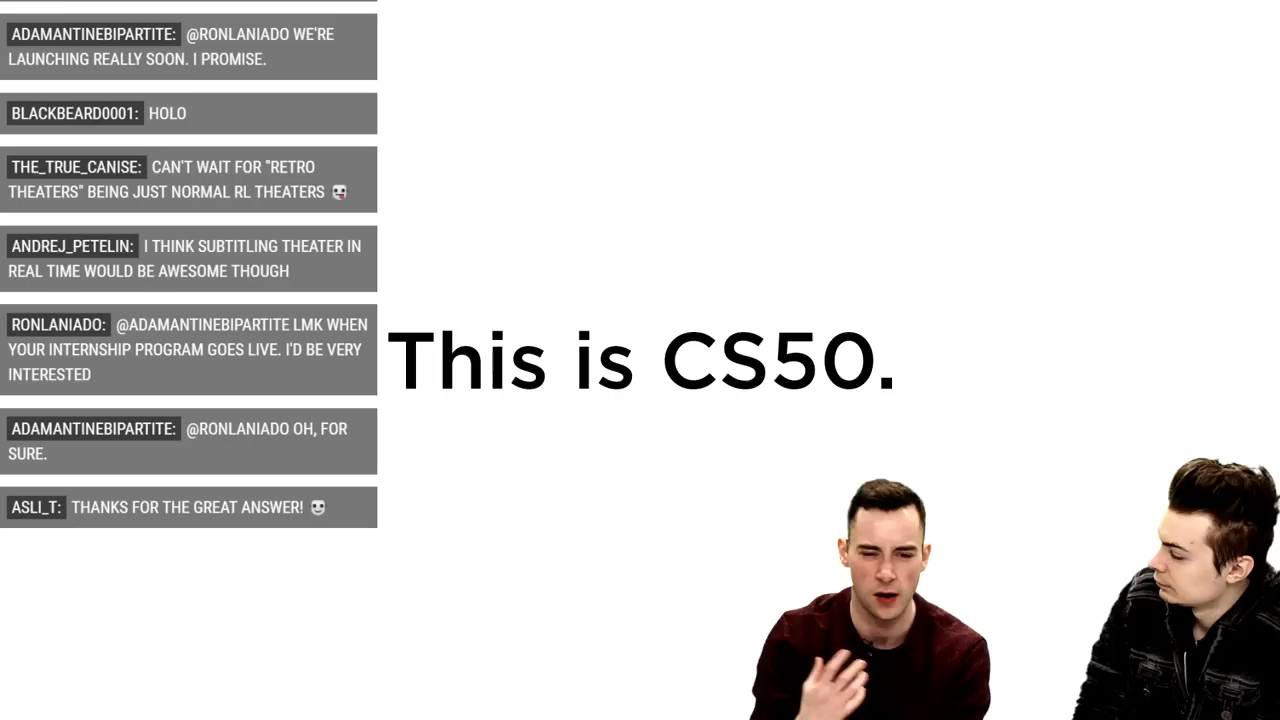 ADAMANTINEBIPARTITE: @RONLANIADO WE'RE
LAUNCHING REALLY SOON. I PROMISE.
BLACKBEARD0001: HOLO
THE_TRUE_CANISE: CAN'T WAIT FOR "RETRO
THEATERS" BEING JUST NORMAL RL THEATERS
ANDREJ_PETELIN: I THINK SUBTITLING THEATER IN
REAL TIME WOULD BE AWESOME THOUGH
RONLANIADO: @ADAMANTINEBIPARTITE LMK WHEN
YOUR INTERNSHIP PROGRAM GOES LIVE. I'D BE VERY
INTERESTED
ADAMANTINEBIPARTITE: @RONLANIADO OH, FOR
SURE.
ASLI_T: THANKS FOR THE GREAT ANSWER!
This is CS50.